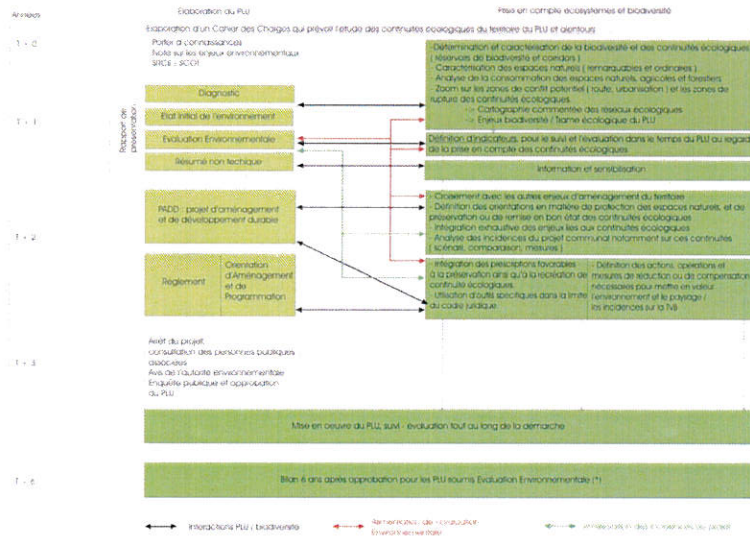 Années
Elaboration du PLU
Prise en compte écosystèmes et biodiversité
Elaboration d'un Cahier des Charges qui prévoit l'étude des continuités écologiques du territoire du PLU et alentours
T - 0
Porter à connaissances
Note sur les enjeux environnementaux
SRCE - SCOT
- Détermination et caractérisation de la biodiversité et des continuités écologiques
( réservoirs de biodiversité et corridors )
- Caractérisation des espaces naturels ( remarquables et ordinaires )
- Analyse de la consommation des espaces naturels, agricoles et forestiers
- Zoom sur les zones de conflit potentiel ( route, urbanisation ) et les zones de
rupture des continuités écologiques.
-> Cartographie commentée des réseaux écologiques
-> Enjeux biodiversité / Trame écologique du PLU
T - 1
Rapport de
présentation
Diagnostic
Etat Initial de l'environnement
Evaluation Environnementale
Résumé non techique
Définition d'indicateurs, pour le suivi et l'évaluation dans le temps du PLU au regard
de la prise en compte des continuités écologiques
Information et sensibilisation
T - 2
PADD : projet d'aménagement
et de développement durable
- Croisement avec les autres enjeux d'aménagement du territoire
- Définition des orientations en matière de protection des espaces naturels, et de
préservation ou de remise en bon état des continuités écologiques
- Intégration exhaustive des enjeux liés aux continuités écologiques
- Analyse des incidences du projet communal notamment sur ces continuités
( scénarii, comparaison, mesures )
Règlement
Orientation
d'Aménagement
et de
Programmation
- Intégration des prescriptions favorables
à la préservation ainsi qu'à la recréation de
continuité écologiques
- Utilisation d'outils spécifiques dans la limite
du cadre juridique.
- Définition des actions, opérations et
mesures de réduction ou de compensation
nécessaires pour mettre en valeur
l'environnement et le paysage /
les incidences sur la TVB
T - 3
Arrêt du projet
consultation des personnes publiques
associées
Avis de l'autorité environnementale
Enquête publique et approbation
du PLU
Mise en oeuvre du PLU, suivi - évaluation tout au long de la démarche
T - 6
Bilan 6 ans après approbation pour les PLU soumis Evaluation Environnementale (*)
Interactions PLU / biodiversité
Environnementale